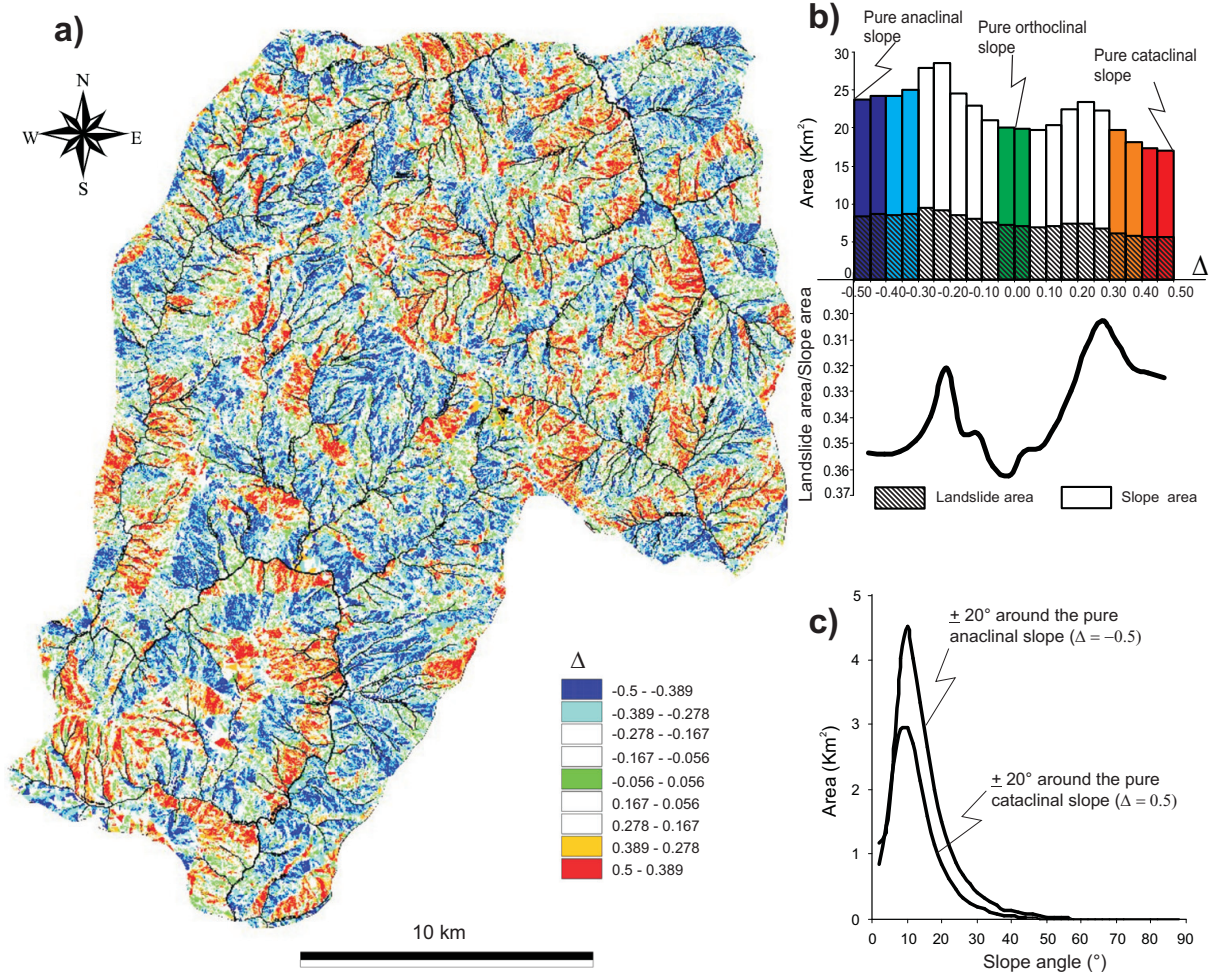 a)
N
W
E
S
Δ
-0.5 - -0.389
-0.389 - -0.278
-0.278 - -0.167
-0.167 - -0.056
-0.056 - 0.056
0.167 - 0.056
0.278 - 0.167
0.389 - 0.278
0.5 - 0.389
10 km
b)
Pure anaclinal
slope
Pure orthoclinal
slope
Pure cataclinal
slope
30
25
20
15
10
5
0
Area (Km²)
-0.50 -0.40 -0.30 -0.20 -0.10 0.00 0.10 0.20 0.30 0.40 0.50
Δ
0.30
0.31
0.32
0.33
0.34
0.35
0.36
0.37
Landslide area/Slope area
Landslide area
Slope area
c)
5
4
3
2
1
0
Area (Km²)
± 20° around the pure
anaclinal slope (Δ = −0.5)
± 20° around the pure
cataclinal slope (Δ = 0.5)
0 10 20 30 40 50 60 70 80 90
Slope angle (°)